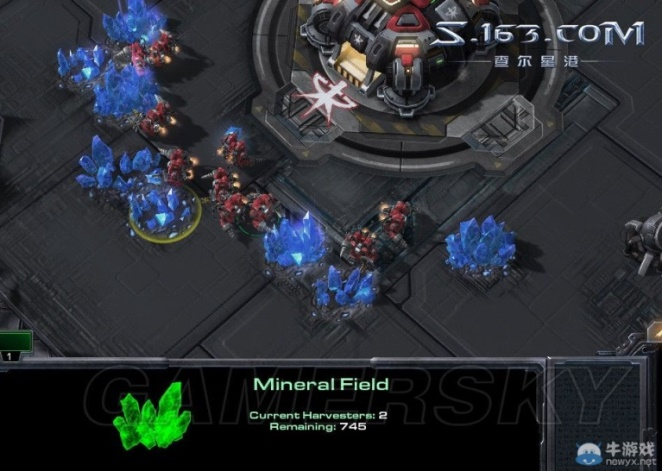 S.163.COM
查尔星港
1
Mineral Field
Current Harvesters: 2
Remaining: 745
GAMERSKY
牛游戏
newyx.net